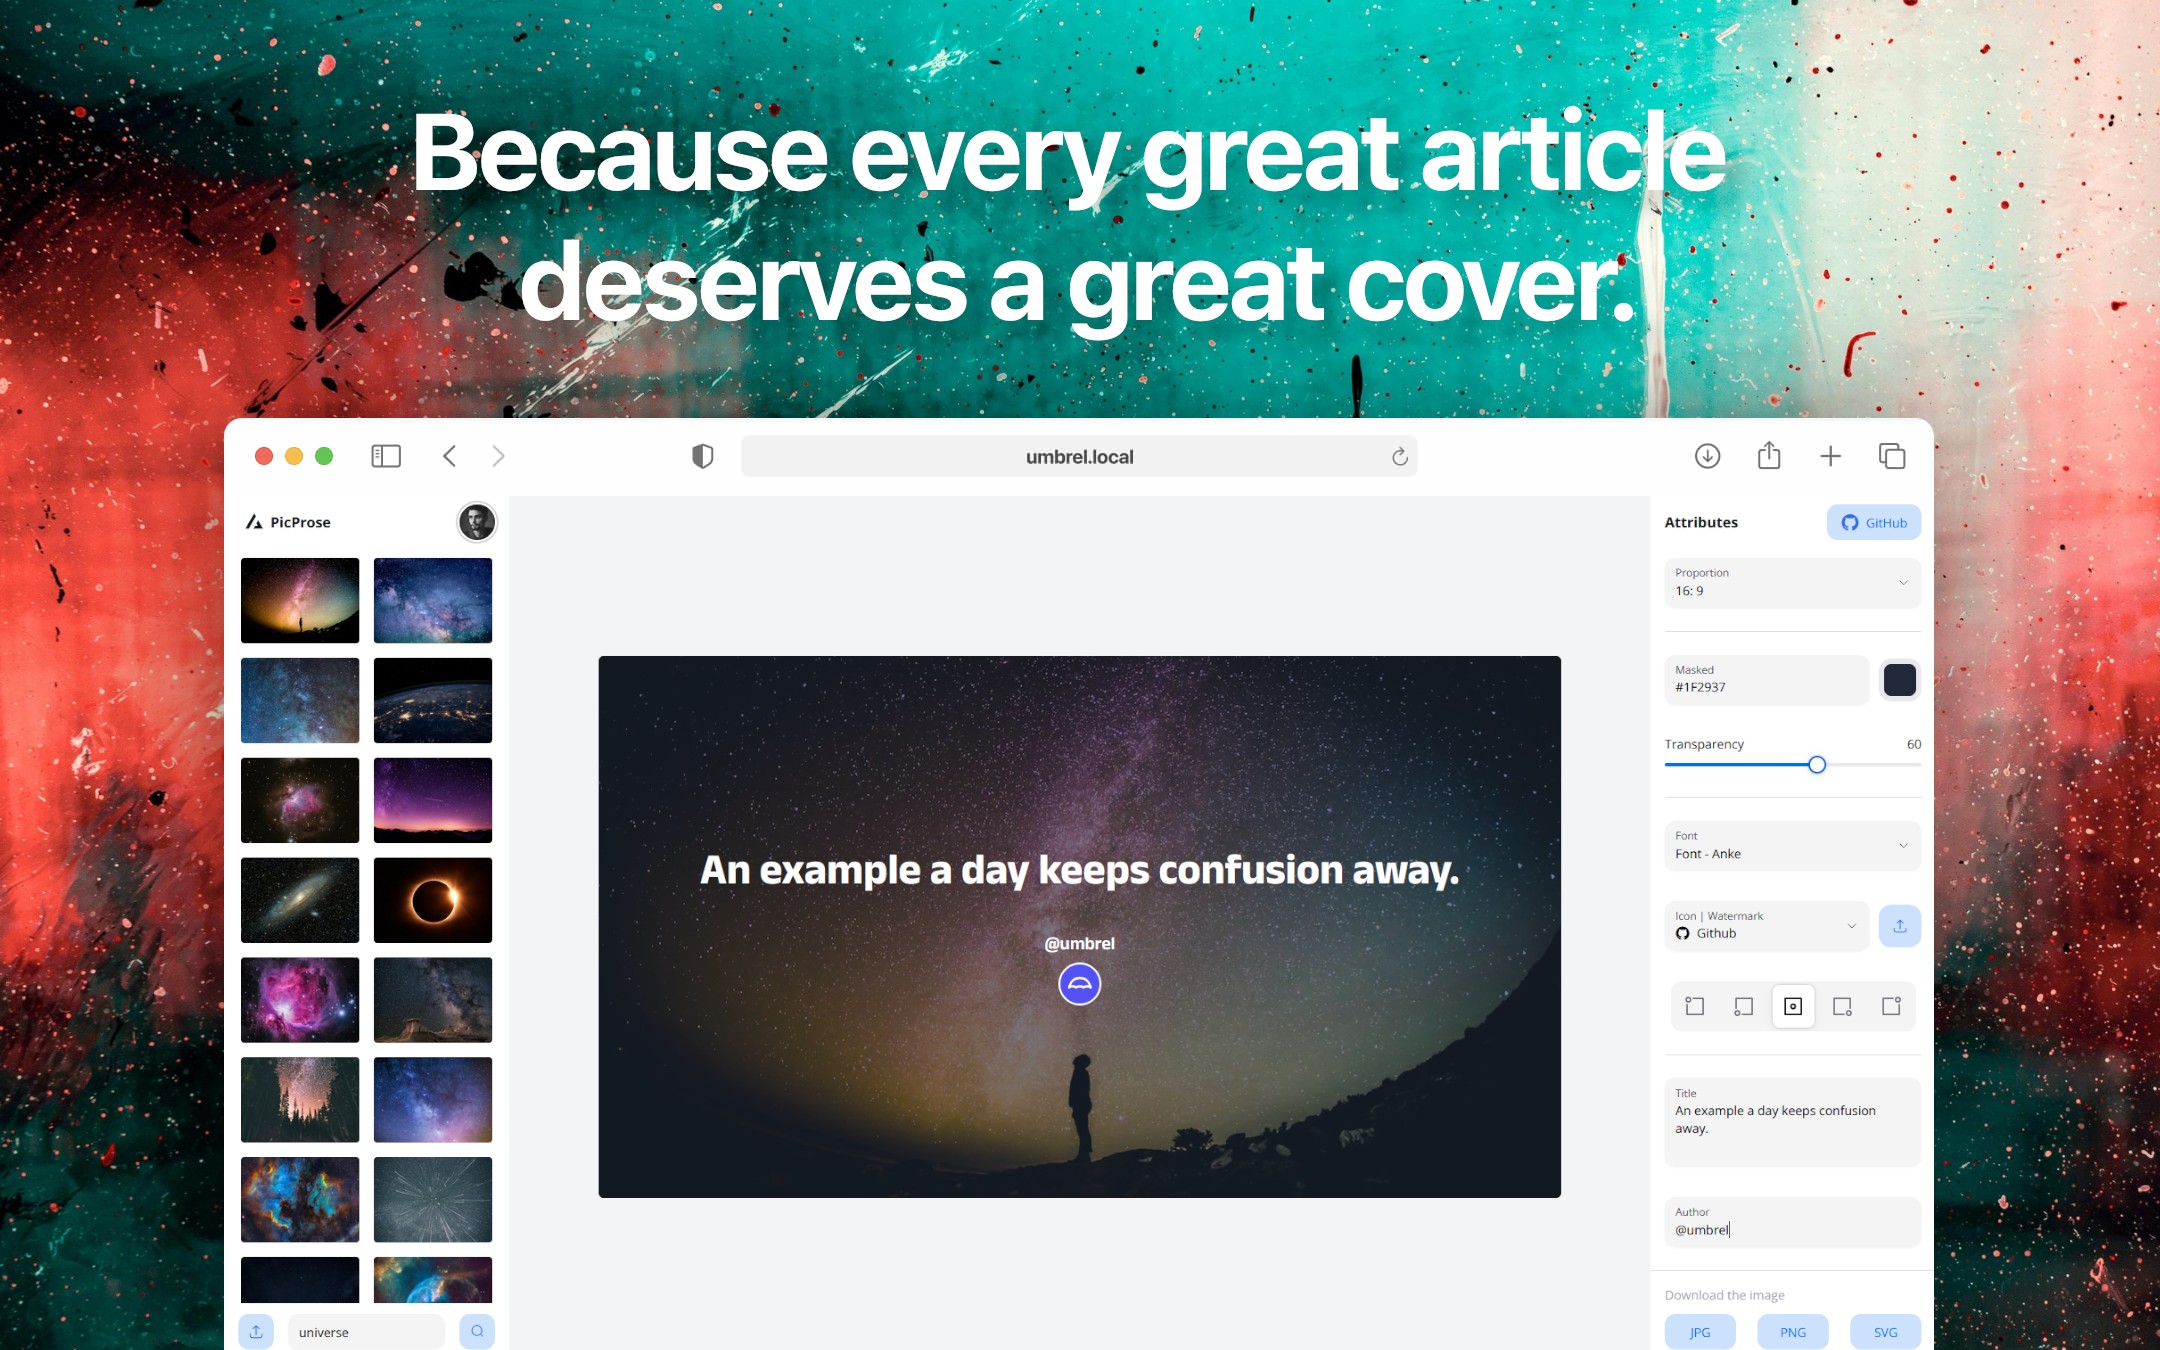 Because every great article
deserves a great cover.
umbrel.local
PicProse
universe
An example a day keeps confusion away.
@umbrel
Attributes
GitHub
Proportion
16: 9
Masked
#1F2937
Transparency
60
Font
Font - Anke
Icon | Watermark
Github
Title
An example a day keeps confusion
away.
Author
@umbrel
Download the image
JPG
PNG
SVG